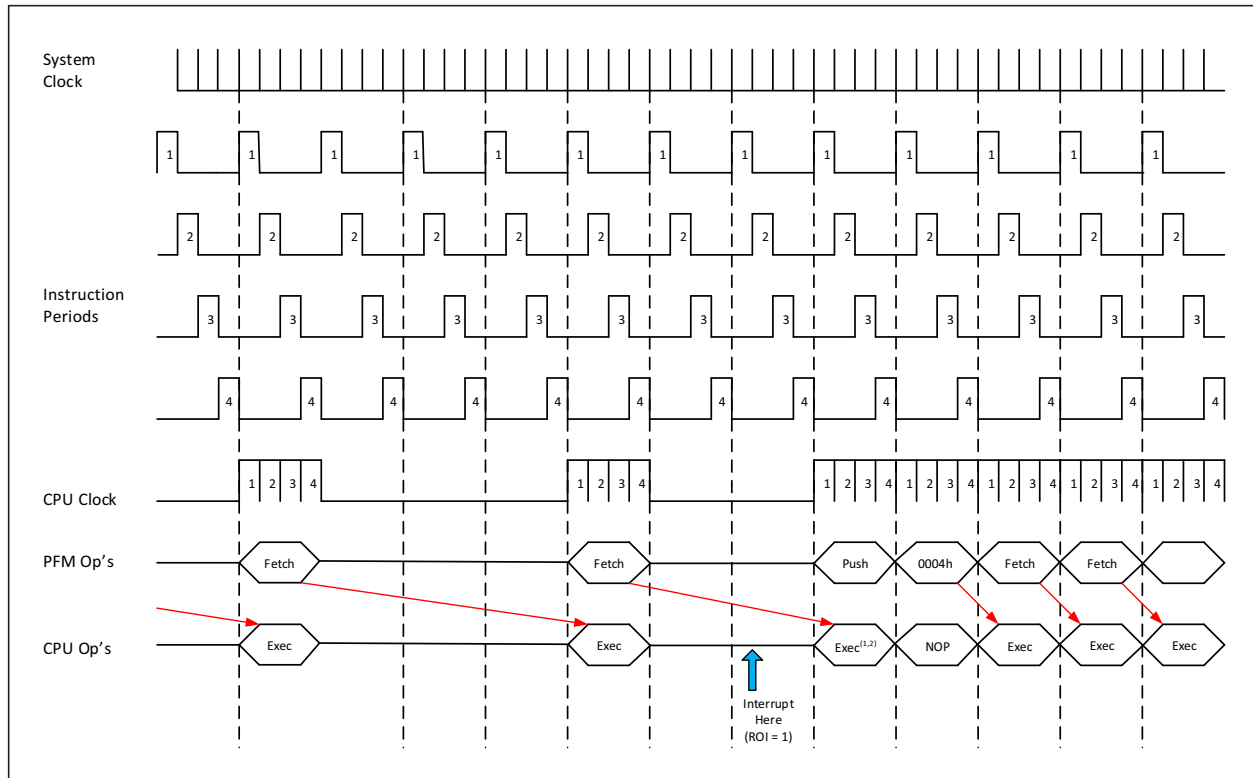 System
Clock
1 1 1 1 1 1 1 1 1 1 1 1 1
2 2 2 2 2 2 2 2 2 2 2 2 2
Instruction
Periods
3 3 3 3 3 3 3 3 3 3 3 3 3
4 4 4 4 4 4 4 4 4 4 4 4 4
CPU Clock
1 2 3 4 1 2 3 4 1 2 3 4 1 2 3 4 1 2 3 4 1 2 3 4 1 2 3 4
PFM Op's
Fetch Fetch Push 0004h Fetch Fetch
CPU Op's
Exec Exec Exec(1,2) NOP Exec Exec Exec
Interrupt
Here
(ROI = 1)